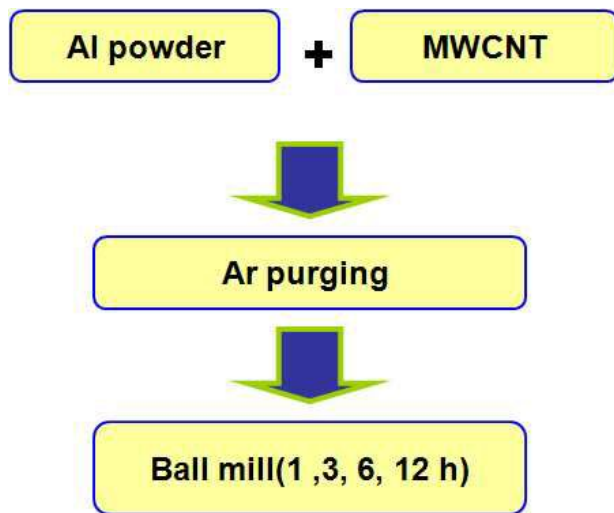 Al powder + MWCNT
Ar purging
Ball mill(1 ,3, 6, 12 h)